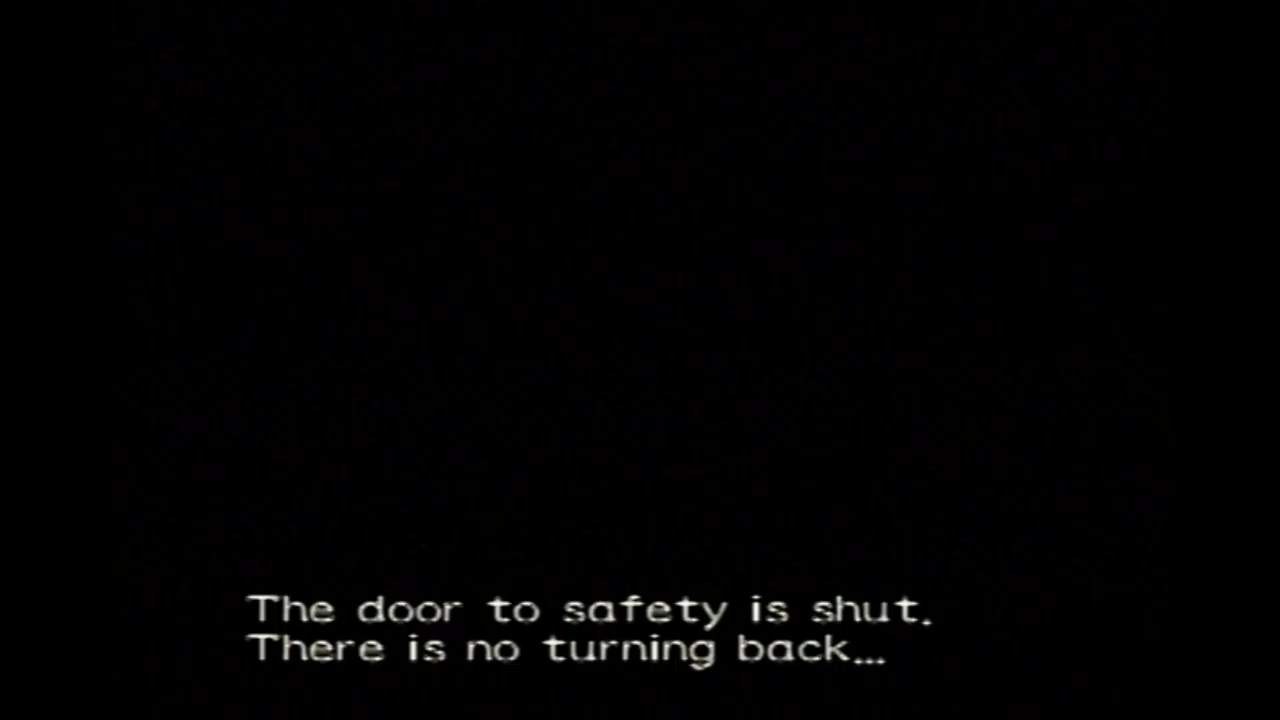 The door to safety is shut.
There is no turning back...